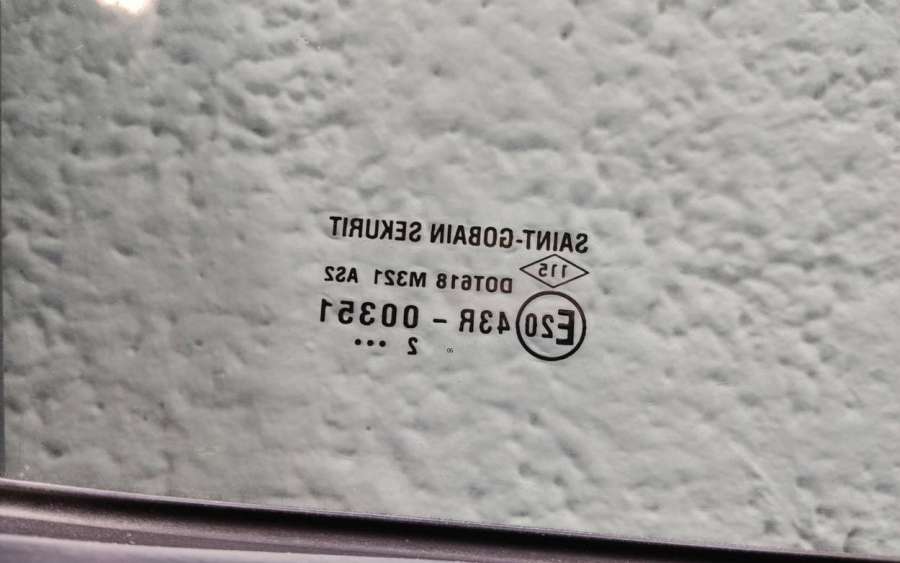 SAINT-GOBAIN SEKURIT
115
DOT618 M321 AS2
E20 43R - 00351
2 •••